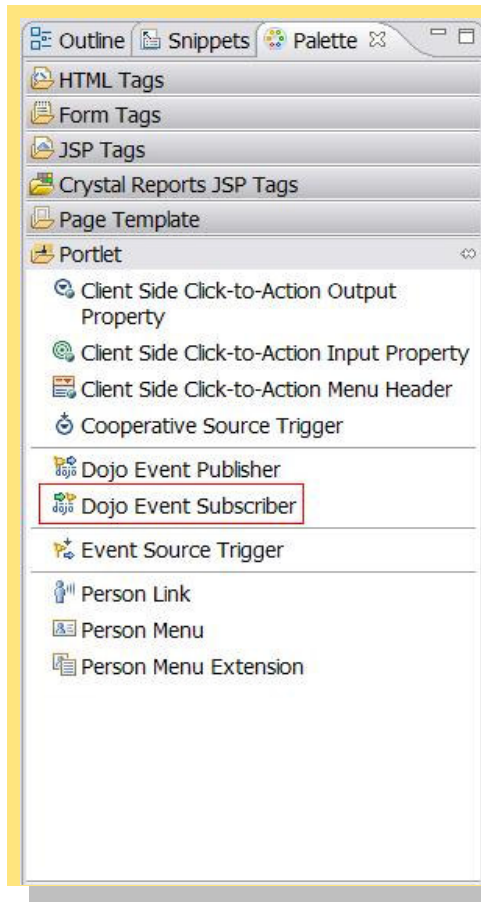 Outline Snippets Palette
HTML Tags
Form Tags
JSP Tags
Crystal Reports JSP Tags
Page Template
Portlet
Client Side Click-to-Action Output
Property
Client Side Click-to-Action Input Property
Client Side Click-to-Action Menu Header
Cooperative Source Trigger
Dojo Event Publisher
Dojo Event Subscriber
Event Source Trigger
Person Link
Person Menu
Person Menu Extension